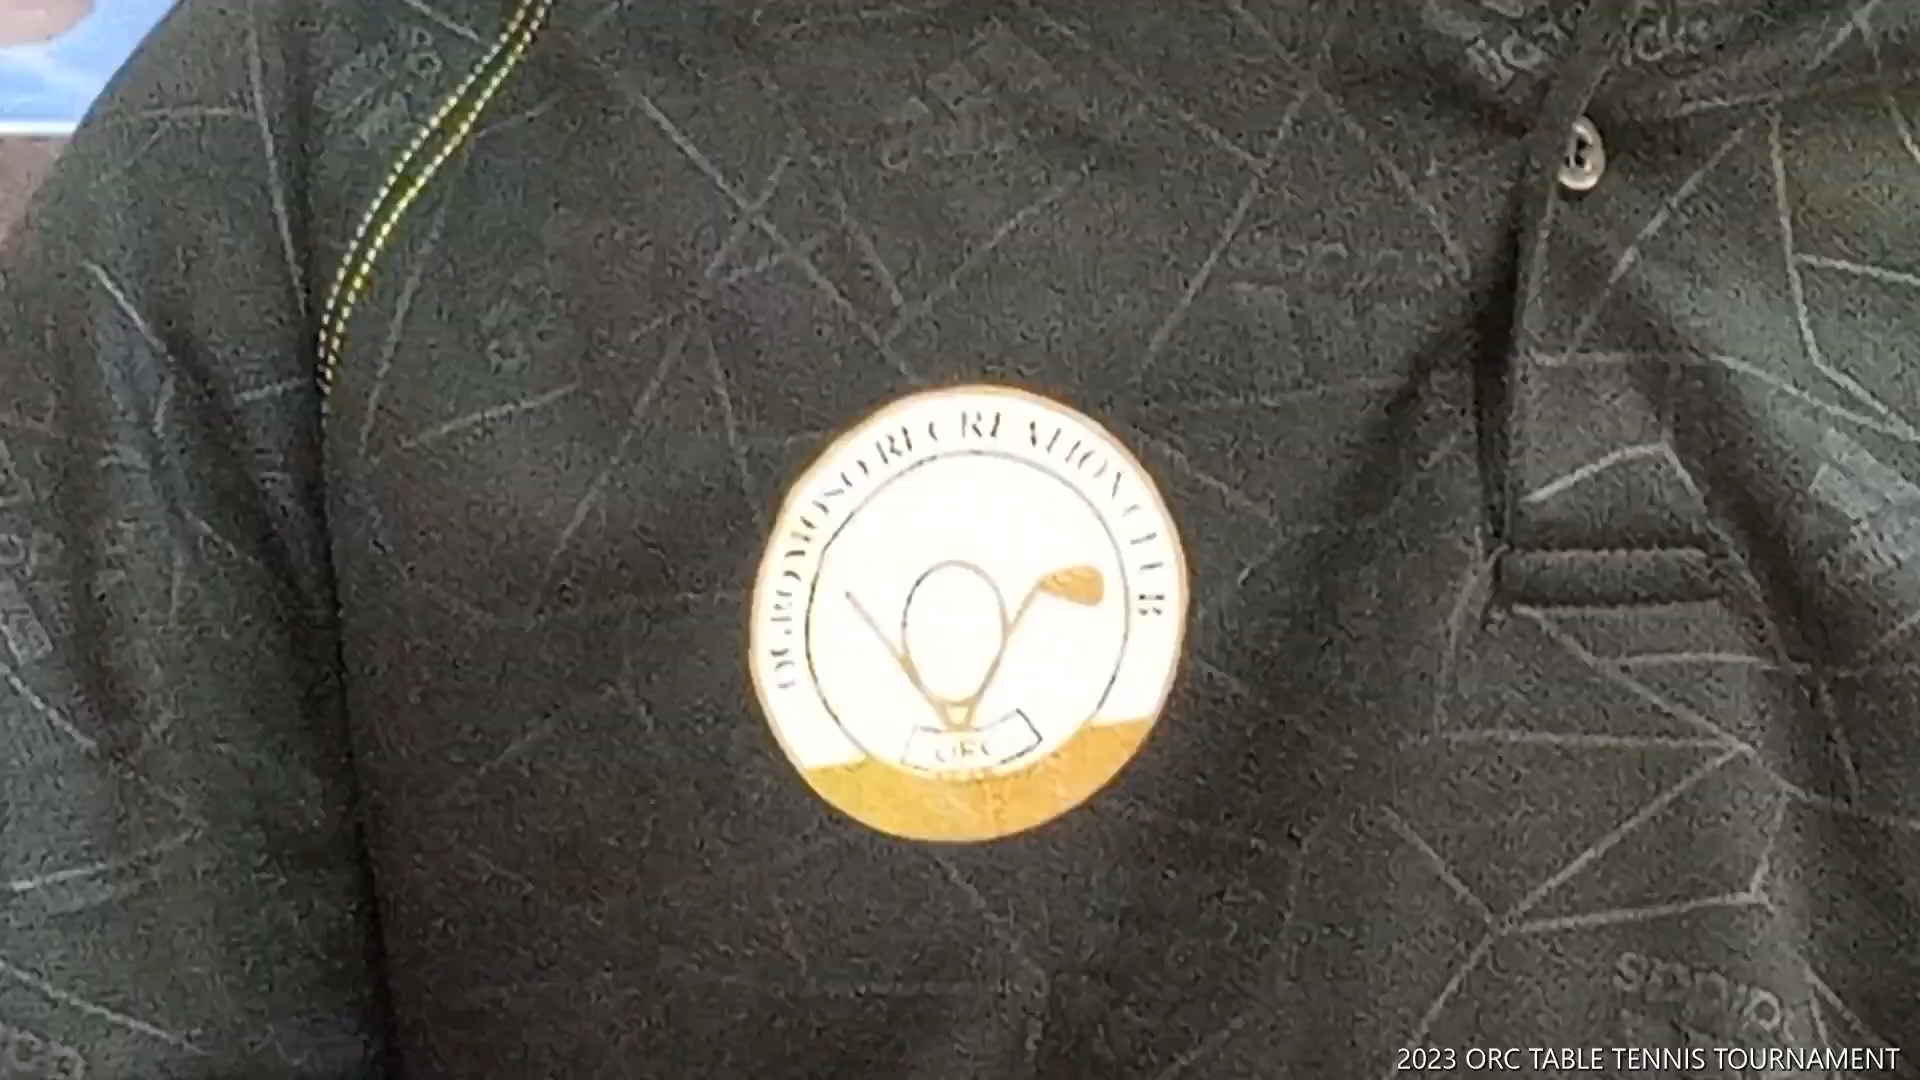 OGBOMOSO RECREATION CLUB
ORC
2023 ORC TABLE TENNIS TOURNAMENT